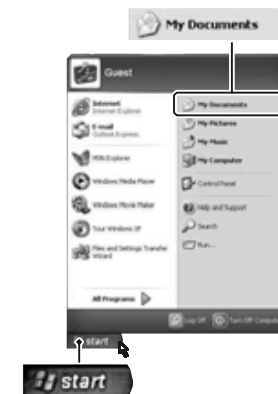 My Documents
Guest
Internet
Internet Explorer
E-mail
Outlook Express
MSN Explorer
Windows Media Player
Windows Movie Maker
Tour Windows XP
Files and Settings Transfer
Wizard
All Programs
My Documents
My Pictures
My Music
My Computer
Control Panel
Help and Support
Search
Run...
Log Off
Turn Off Computer
start
start